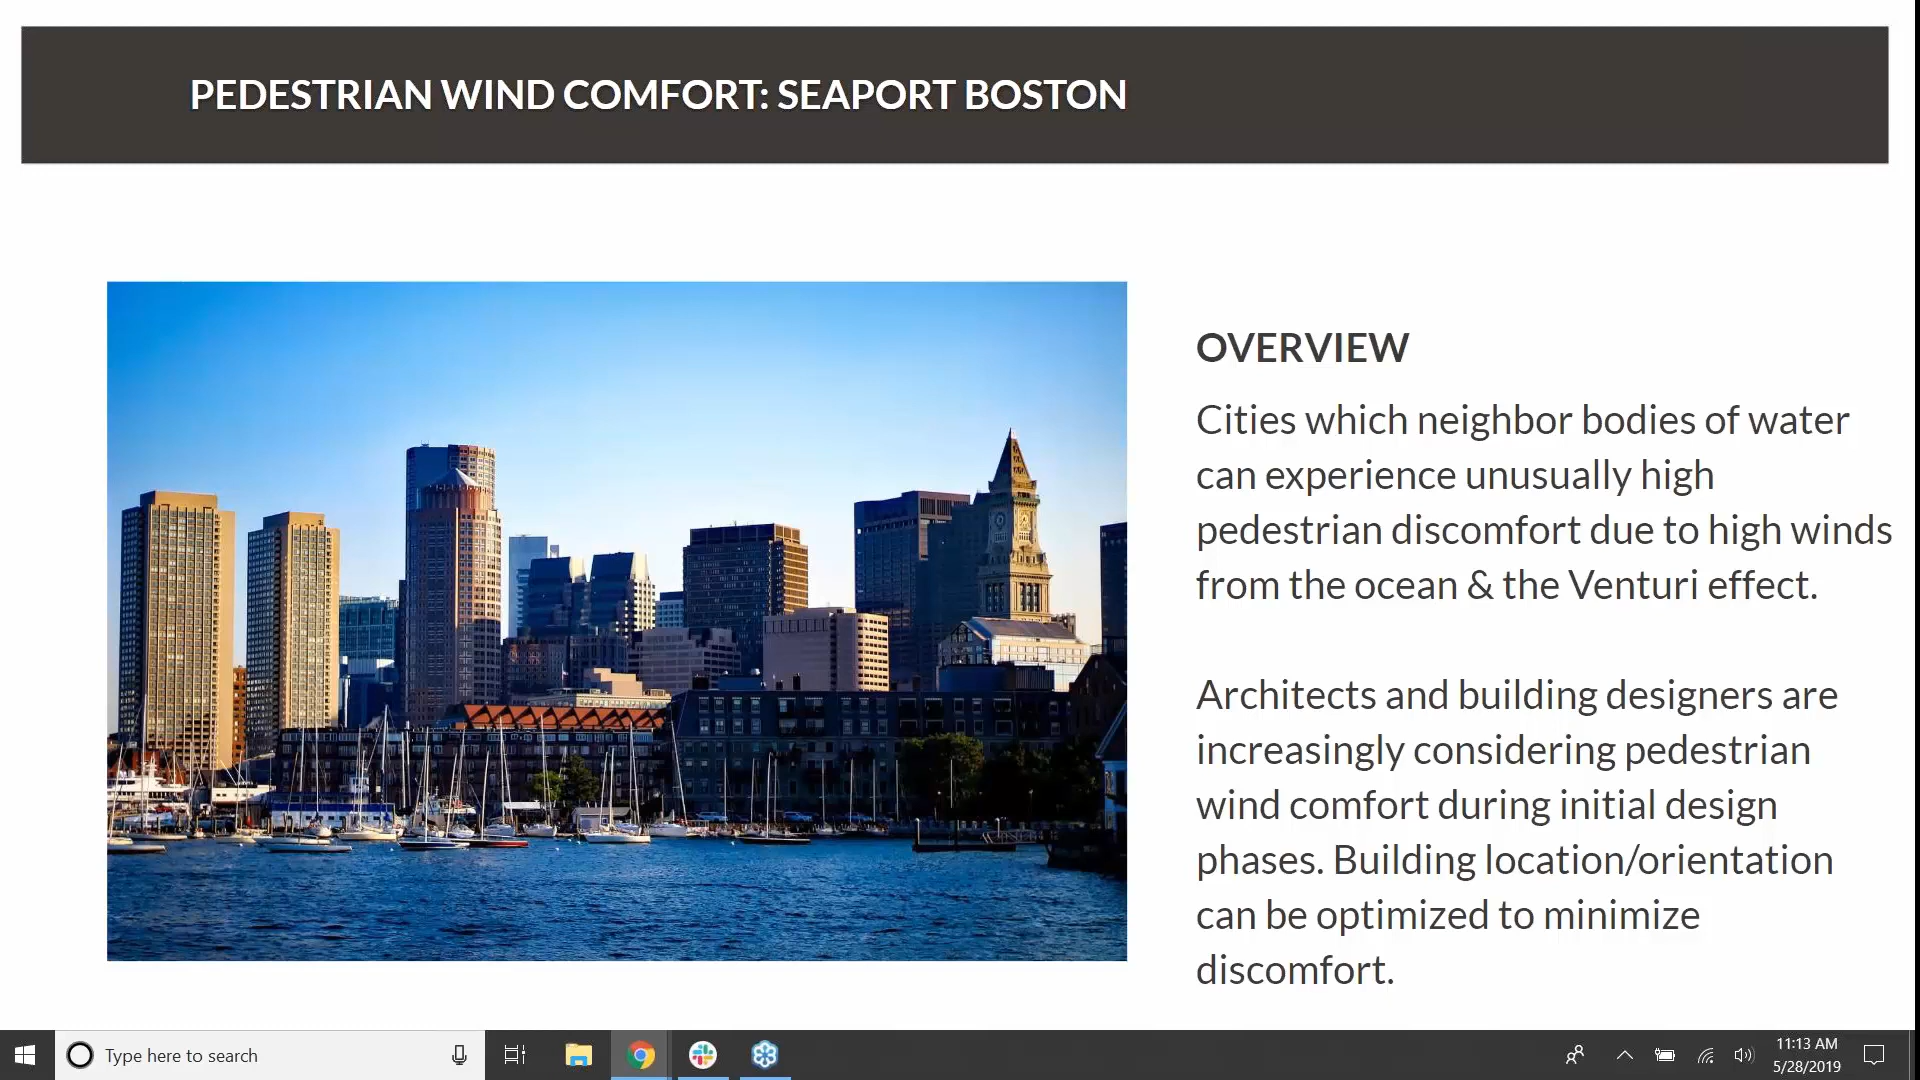 PEDESTRIAN WIND COMFORT: SEAPORT BOSTON
OVERVIEW
Cities which neighbor bodies of water
can experience unusually high
pedestrian discomfort due to high winds
from the ocean & the Venturi effect.
Architects and building designers are
increasingly considering pedestrian
wind comfort during initial design
phases. Building location/orientation
can be optimized to minimize
discomfort.
Type here to search
11:13 AM
5/28/2019